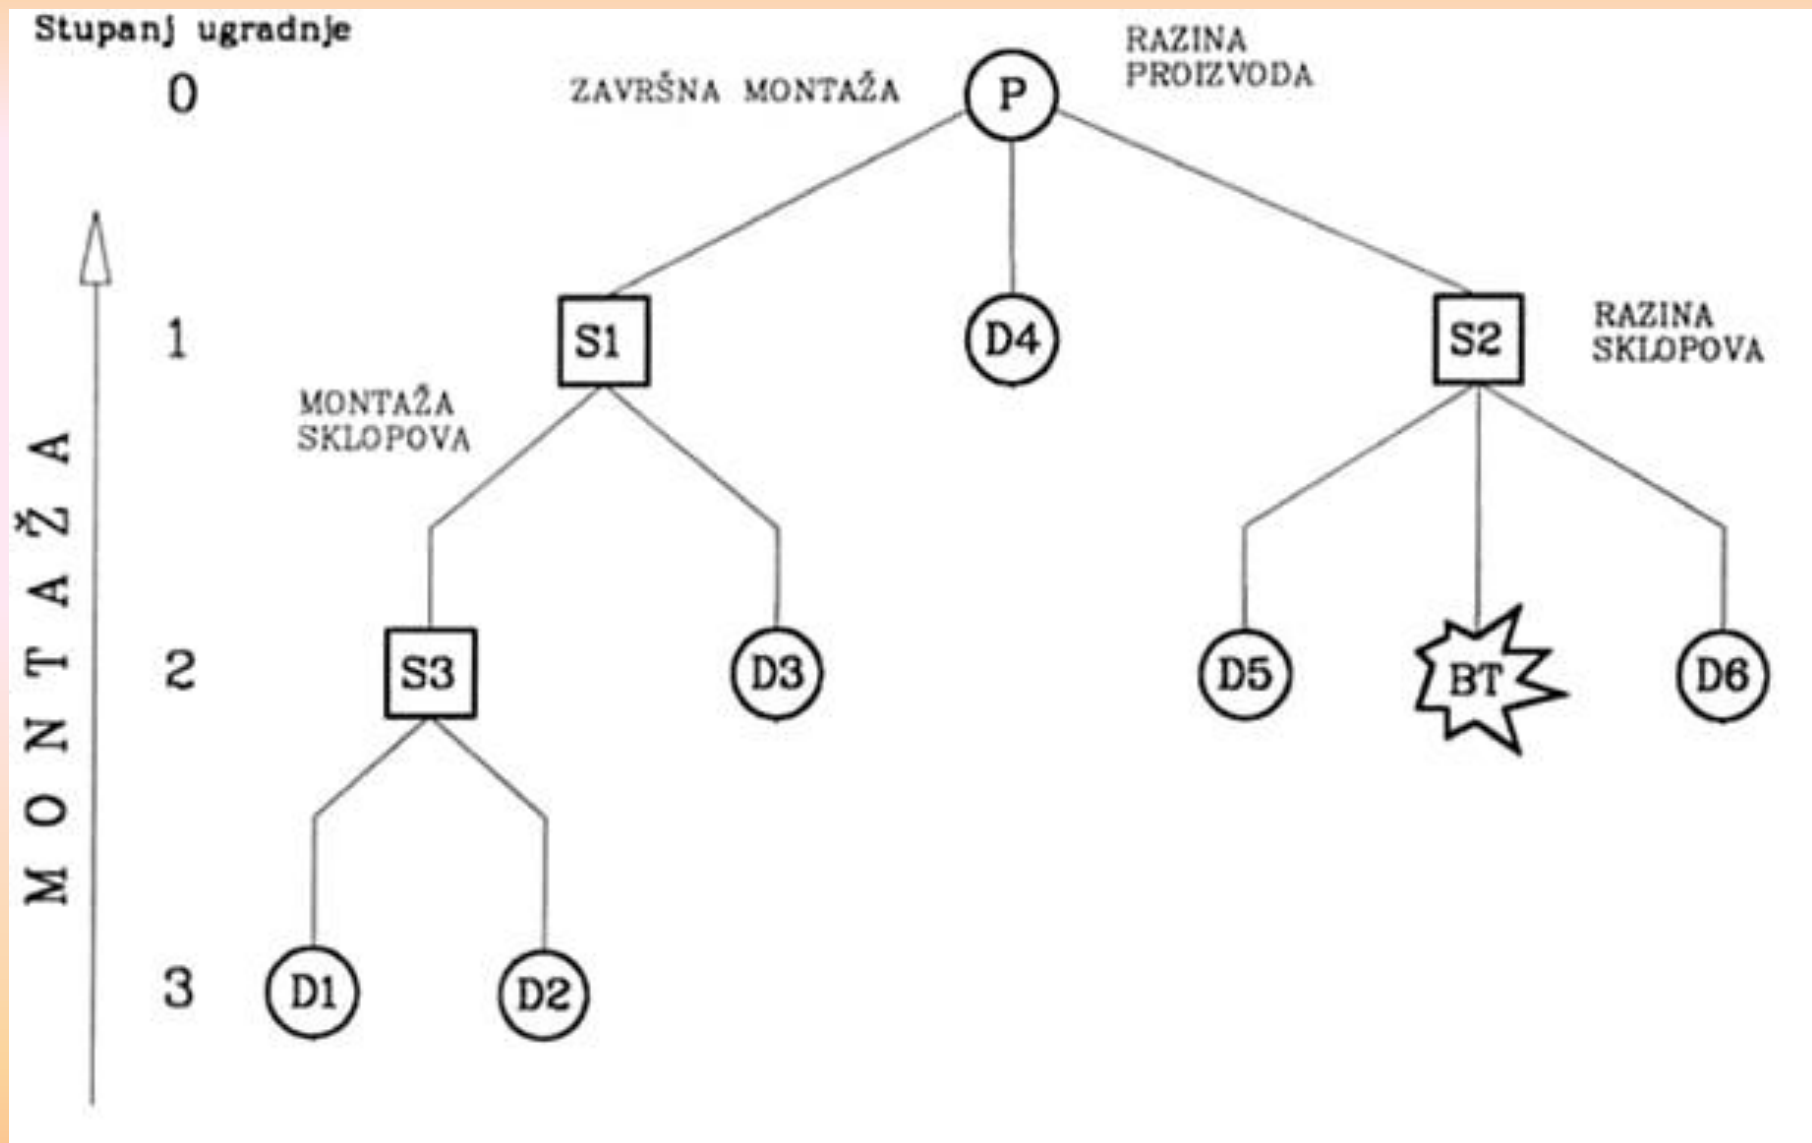 Stupanj ugradnje
0
ZAVRŠNA MONTAŽA
P
RAZINA
PROIZVODA
1
S1
D4
S2
RAZINA
SKLOPOVA
MONTAŽA
SKLOPOVA
MONTAŽA
2
S3
D3
D5
BT
D6
3
D1
D2